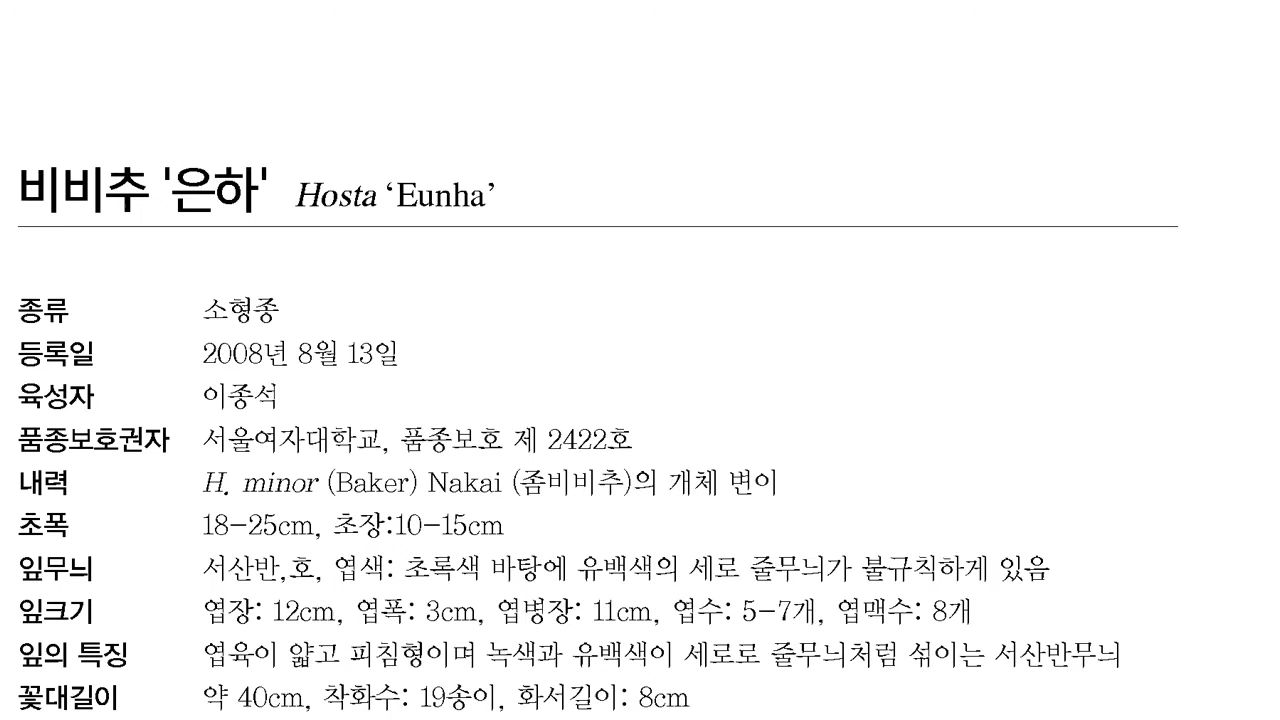 비비추 '은하' Hosta ‘Eunha’
종류 소형종
등록일 2008년 8월 13일
육성자 이종석
품종보호권자 서울여자대학교, 품종보호 제 2422호
내력 H. minor (Baker) Nakai (좀비비추)의 개체 변이
초폭 18-25cm, 초장:10-15cm
잎무늬 서산반,호, 엽색: 초록색 바탕에 유백색의 세로 줄무늬가 불규칙하게 있음
잎크기 엽장: 12cm, 엽폭: 3cm, 엽병장: 11cm, 엽수: 5-7개, 엽맥수: 8개
잎의 특징 엽육이 얇고 피침형이며 녹색과 유백색이 세로로 줄무늬처럼 섞이는 서산반무늬
꽃대길이 약 40cm, 착화수: 19송이, 화서길이: 8cm